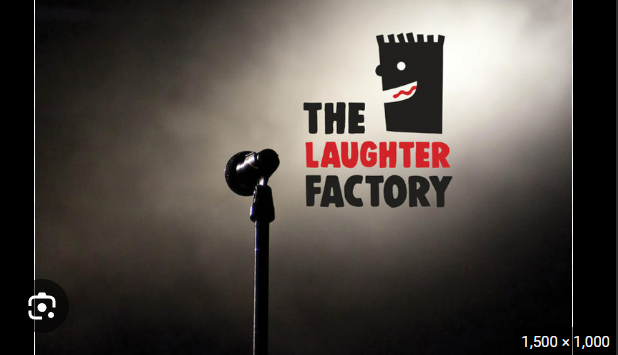 THE
LAUGHTER
FACTORY
1,500 × 1,000